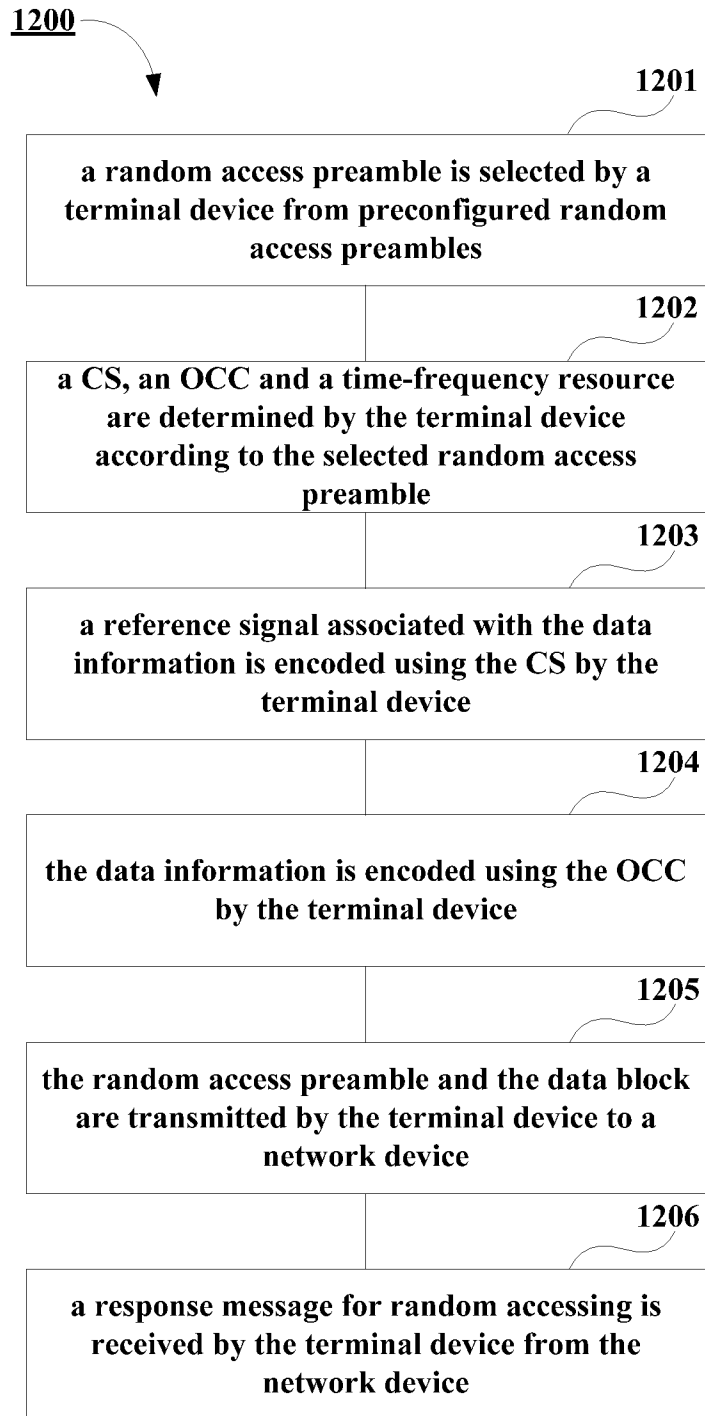 1200
1201
a random access preamble is selected by a
terminal device from preconfigured random
access preambles
1202
a CS, an OCC and a time-frequency resource
are determined by the terminal device
according to the selected random access
preamble
1203
a reference signal associated with the data
information is encoded using the CS by the
terminal device
1204
the data information is encoded using the OCC
by the terminal device
1205
the random access preamble and the data block
are transmitted by the terminal device to a
network device
1206
a response message for random accessing is
received by the terminal device from the
network device